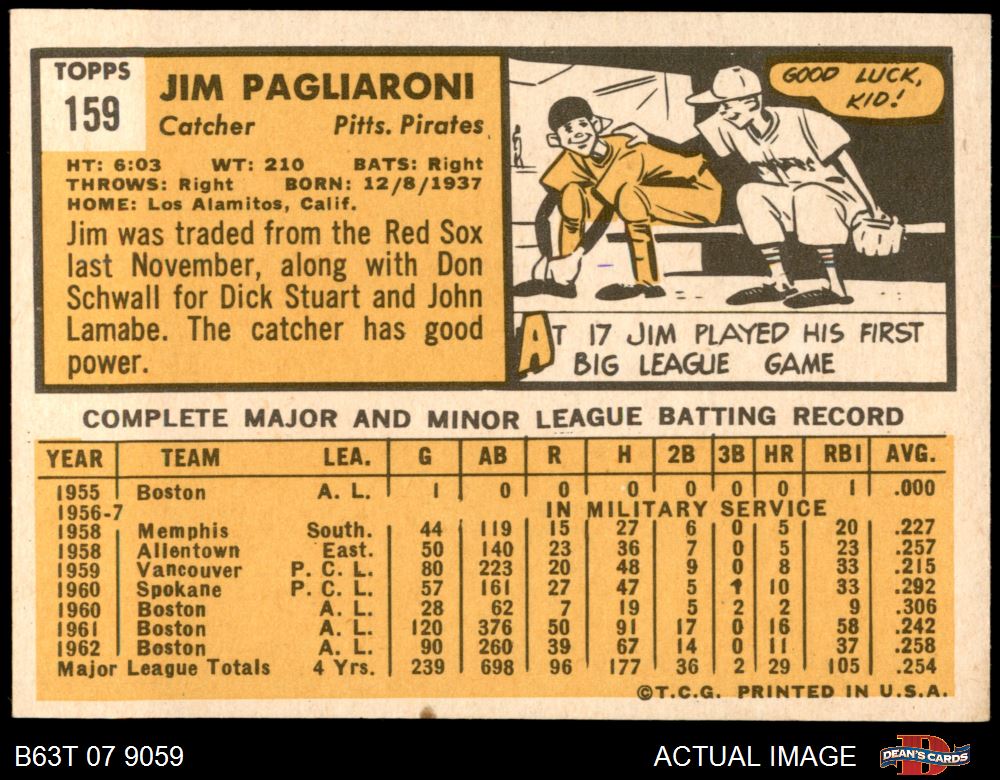 TOPPS
159
JIM PAGLIARONI
Catcher Pitts. Pirates
HT: 6:03 WT: 210 BATS: Right
THROWS: Right BORN: 12/8/1937
HOME: Los Alamitos, Calif.
Jim was traded from the Red Sox
last November, along with Don
Schwall for Dick Stuart and John
Lamabe. The catcher has good
power.
GOOD LUCK,
KID!
AT 17 JIM PLAYED HIS FIRST
BIG LEAGUE GAME
COMPLETE MAJOR AND MINOR LEAGUE BATTING RECORD
YEAR TEAM LEA. G AB R H 2B 3B HR RBI AVG.
1955 Boston A. L. 1 0 0 0 0 0 0 1 .000
1956-7 IN MILITARY SERVICE
1958 Memphis South. 44 119 15 27 6 0 5 20 .227
1958 Allentown East. 50 140 23 36 7 0 5 23 .257
1959 Vancouver P. C. L. 80 223 20 48 9 0 8 33 .215
1960 Spokane P. C. L. 57 161 27 47 5 1 10 33 .292
1960 Boston A. L. 28 62 7 19 5 2 2 9 .306
1961 Boston A. L. 120 376 50 91 17 0 16 58 .242
1962 Boston A. L. 90 260 39 67 14 0 11 37 .258
Major League Totals 4 Yrs. 239 698 96 177 36 2 29 105 .254
©T.C.G. PRINTED IN U.S.A.
B63T 07 9059
ACTUAL IMAGE
DEAN'S CARDS